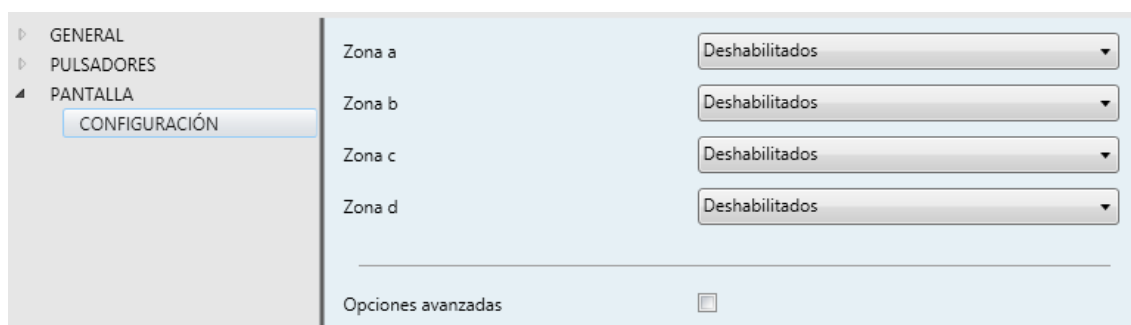 GENERAL
PULSADORES
PANTALLA
CONFIGURACIÓN
Zona a Deshabilitados
Zona b Deshabilitados
Zona c Deshabilitados
Zona d Deshabilitados
Opciones avanzadas